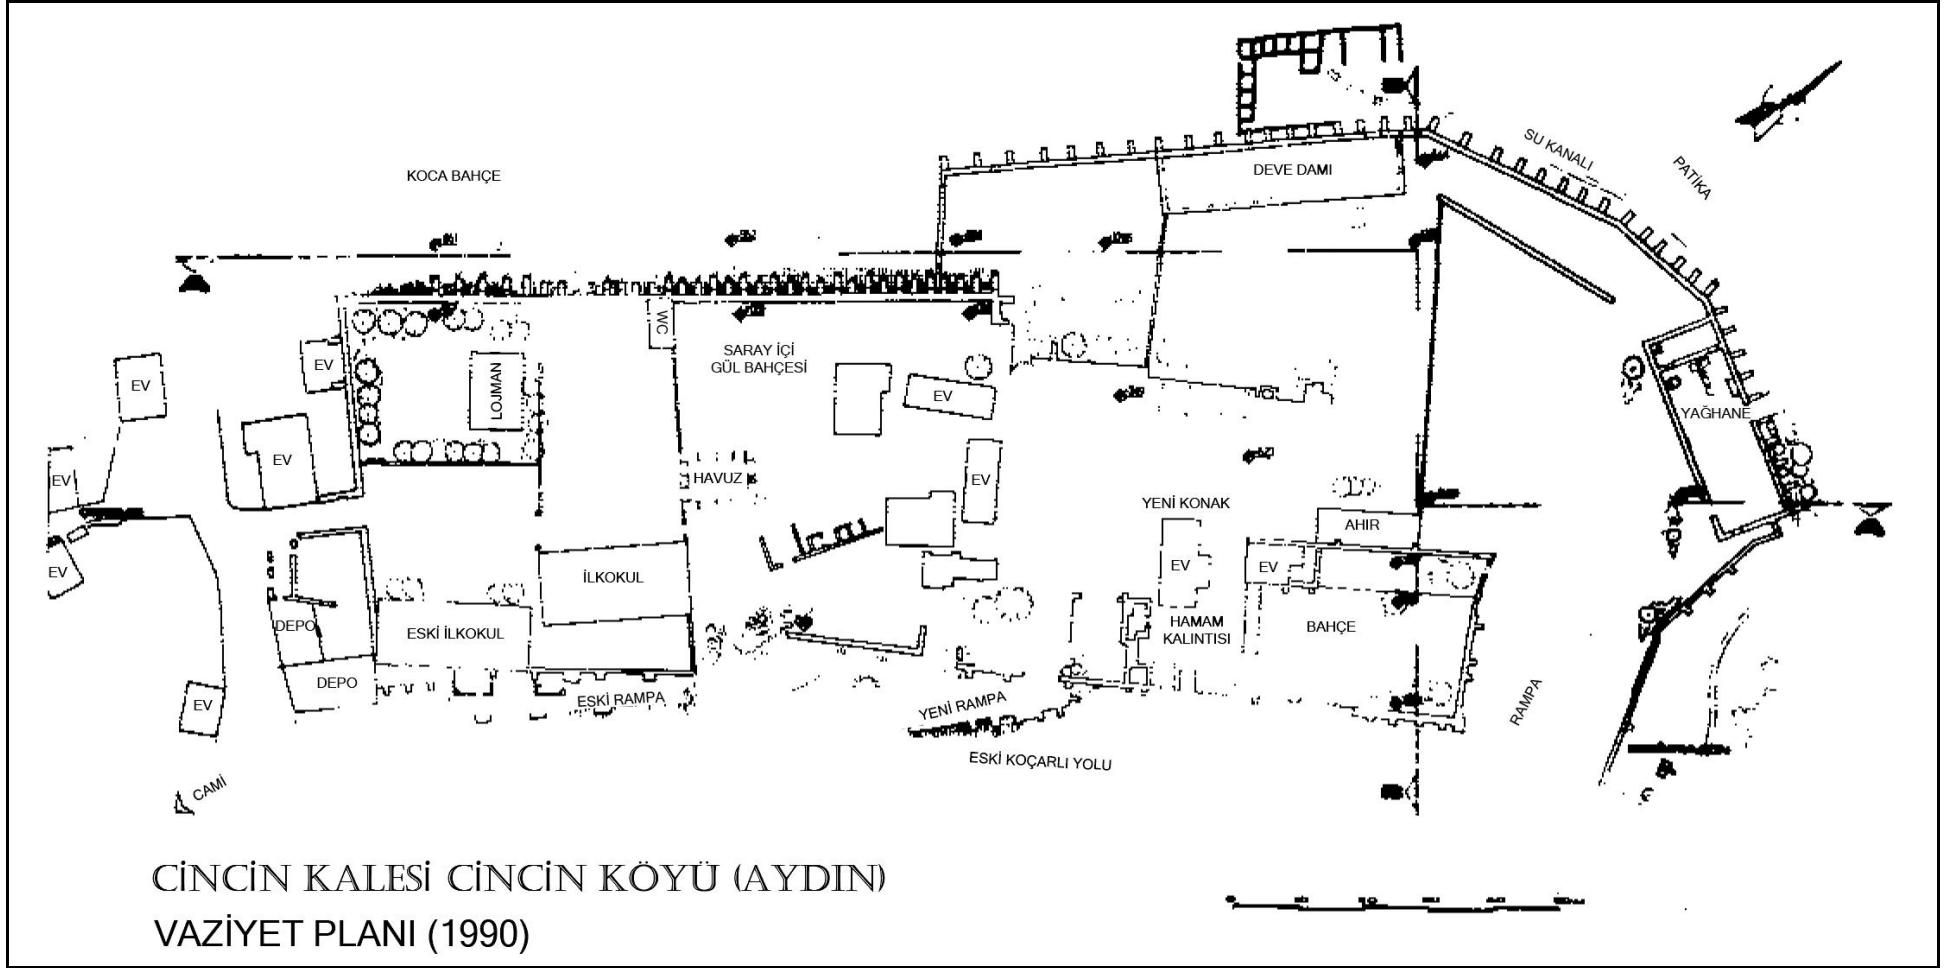 SU KANALI
PATİKA
DEVE DAMI
KOCA BAHÇE
WC
SARAY İÇİ
GÜL BAHÇESİ
EV
EV
LOJMAN
EV
YAĞHANE
EV
EV
HAVUZ
EV
YENİ KONAK
AHIR
EV
İLKOKUL
EV
EV
DEPO
ESKİ İLKOKUL
HAMAM
KALINTISI
BAHÇE
DEPO
EV
ESKİ RAMPA
YENİ RAMPA
RAMPA
ESKİ KOÇARLI YOLU
CAMİ
CİNCİN KALESİ CİNCİN KÖYÜ (AYDIN)
VAZİYET PLANI (1990)